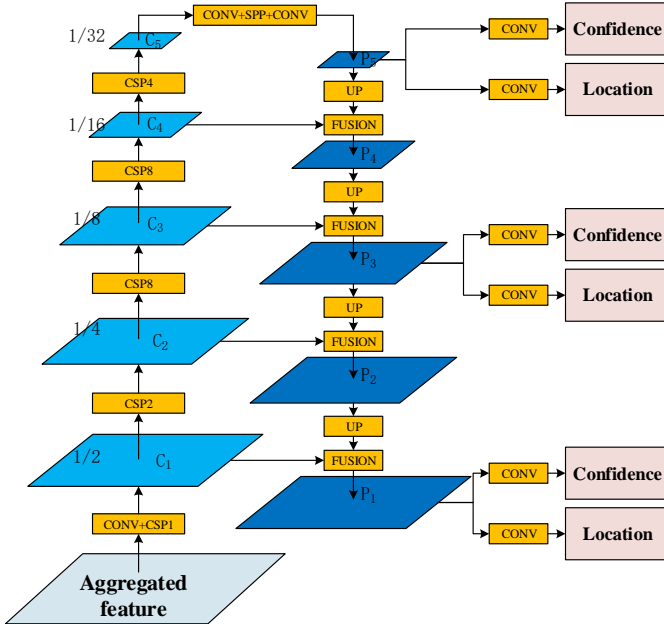 CONV+SPP+CONV
1/32
C5
P5
CONV
Confidence
CSP4
UP
CONV
Location
1/16
C4
FUSION
P4
CSP8
UP
1/8
C3
FUSION
P3
CONV
Confidence
CSP8
CONV
Location
UP
1/4
C2
FUSION
P2
CSP2
UP
1/2
C1
FUSION
P1
CONV
Confidence
CONV+CSP1
CONV
Location
Aggregated
feature